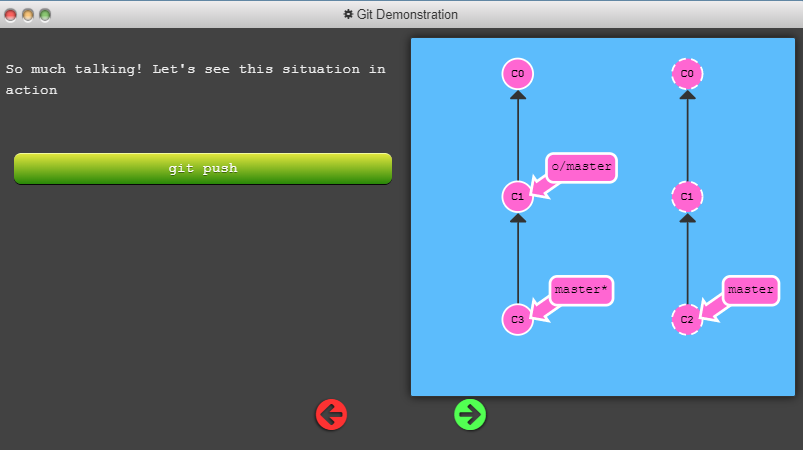 Git Demonstration
So much talking! Let's see this situation in
action
git push
C0
C0
o/master
C1
C1
master*
master
C3
C2